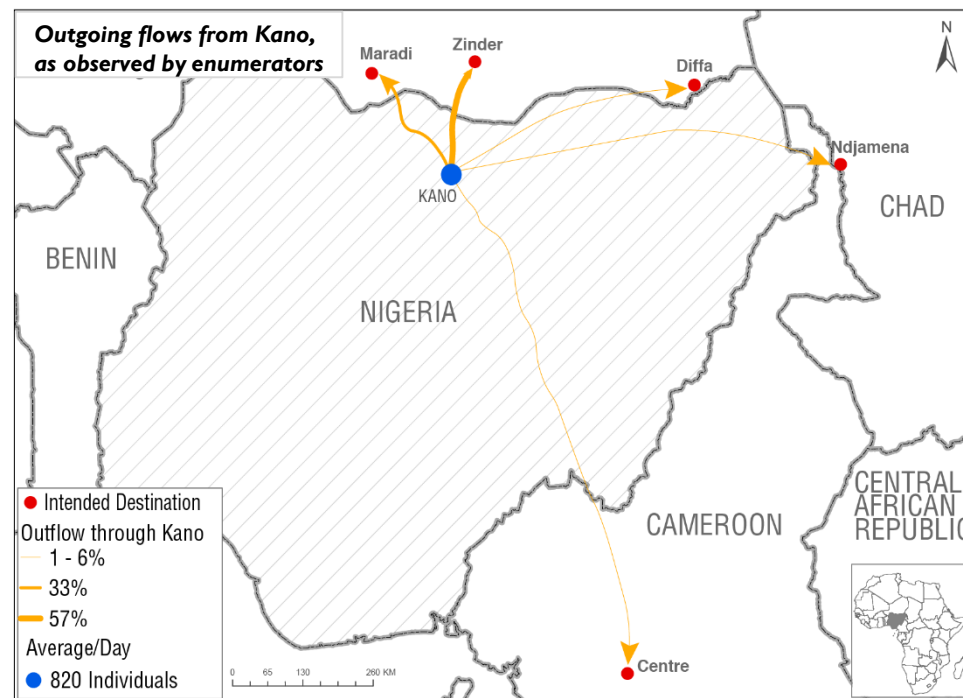 Outgoing flows from Kano,
as observed by enumerators
Maradi
Zinder
Diffa
N
Ndjamena
KANO
CHAD
BENIN
NIGERIA
CENTRAL
AFRICAN
REPUBLIC
CAMEROON
Centre
Intended Destination
Outflow through Kano
1 - 6%
33%
57%
Average/Day
820 Individuals
0 65 130 260 KM